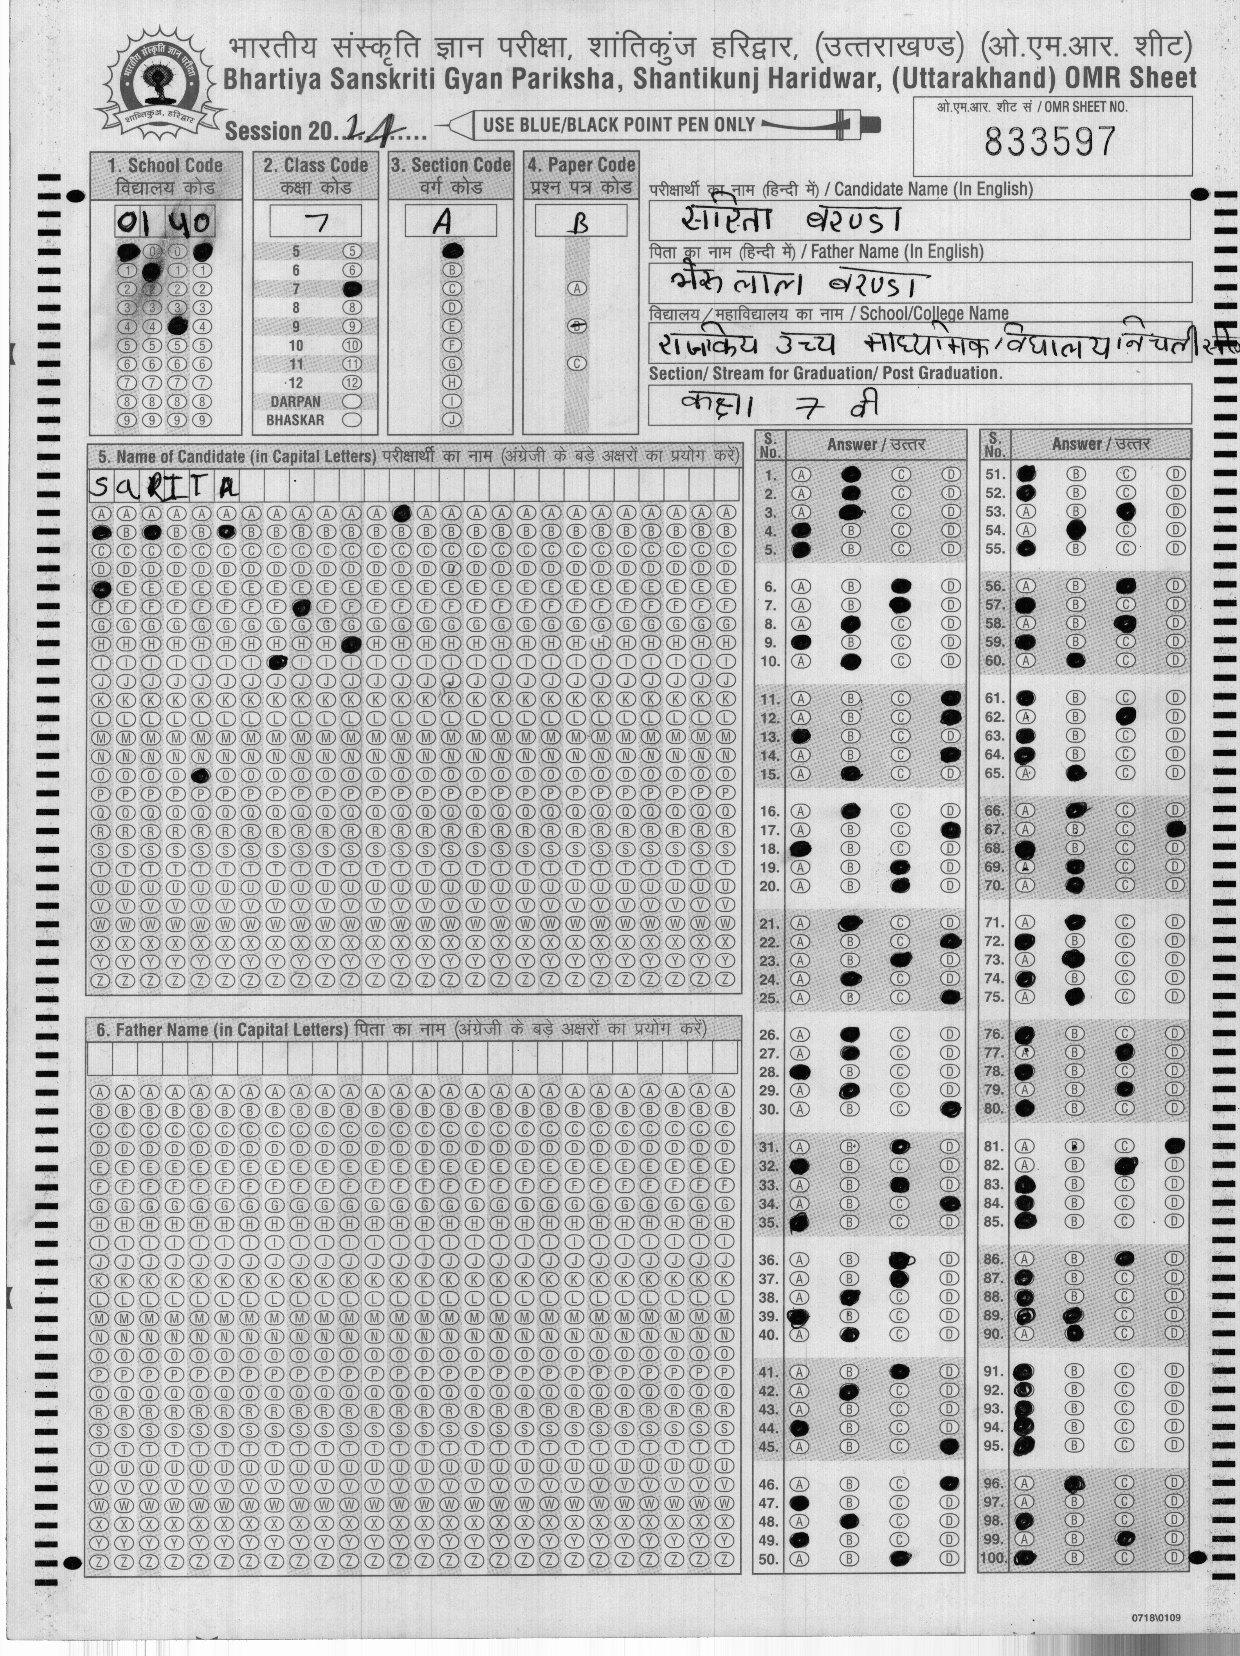 भारतीय संस्कृति ज्ञान परीक्षा, शांतिकुंज हरिद्वार, (उत्तराखण्ड) (ओ.एम.आर. शीट)
Bhartiya Sanskriti Gyan Pariksha, Shantikunj Haridwar, (Uttarakhand) OMR Sheet
Session 20..14......
USE BLUE/BLACK POINT PEN ONLY
ओ.एम.आर. शीट सं / OMR SHEET NO.
833597
1. School Code
विद्यालय कोड
0140
2. Class Code
कक्षा कोड
7
5
6
7
8
9
10
11
12
DARPAN
BHASKAR
3. Section Code
वर्ग कोड
A
4. Paper Code
प्रश्न पत्र कोड
B
परीक्षार्थी का नाम (हिन्दी में) / Candidate Name (In English)
सरिता बरणडा
पिता का नाम (हिन्दी में) / Father Name (In English)
भैरू लाल बरणडा
विद्यालय/महाविद्यालय का नाम / School/College Name
राजकिय उच्य माध्यमिक विद्यालय
Section/ Stream for Graduation/ Post Graduation.
कक्षा 7 वी
5. Name of Candidate (in Capital Letters) परीक्षार्थी का नाम (अंग्रेजी के बड़े अक्षरों का प्रयोग करें)
SaRITA
6. Father Name (in Capital Letters) पिता का नाम (अंग्रेजी के बड़े अक्षरों का प्रयोग करें)
S. No. Answer / उत्तर
S. No. Answer / उत्तर
0718\0109